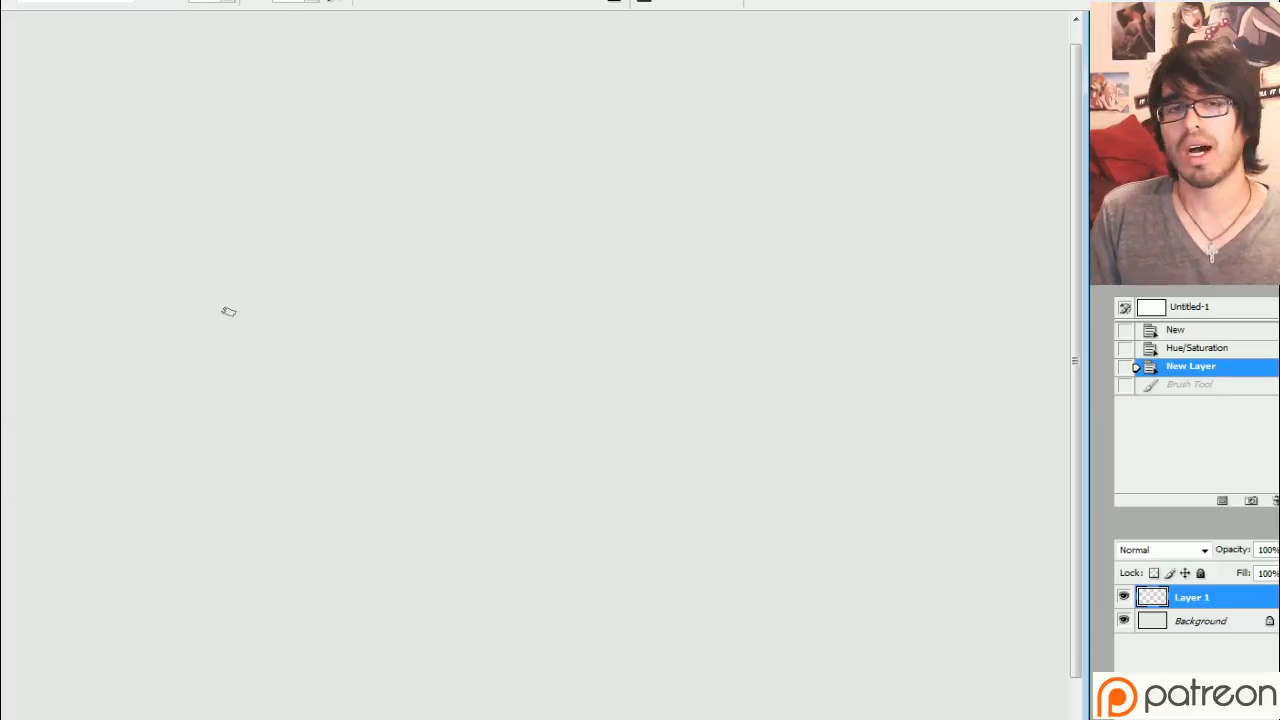 Untitled-1
New
Hue/Saturation
New Layer
Brush Tool
Normal
Opacity: 100%
Lock:
Fill: 100%
Layer 1
Background
patreon